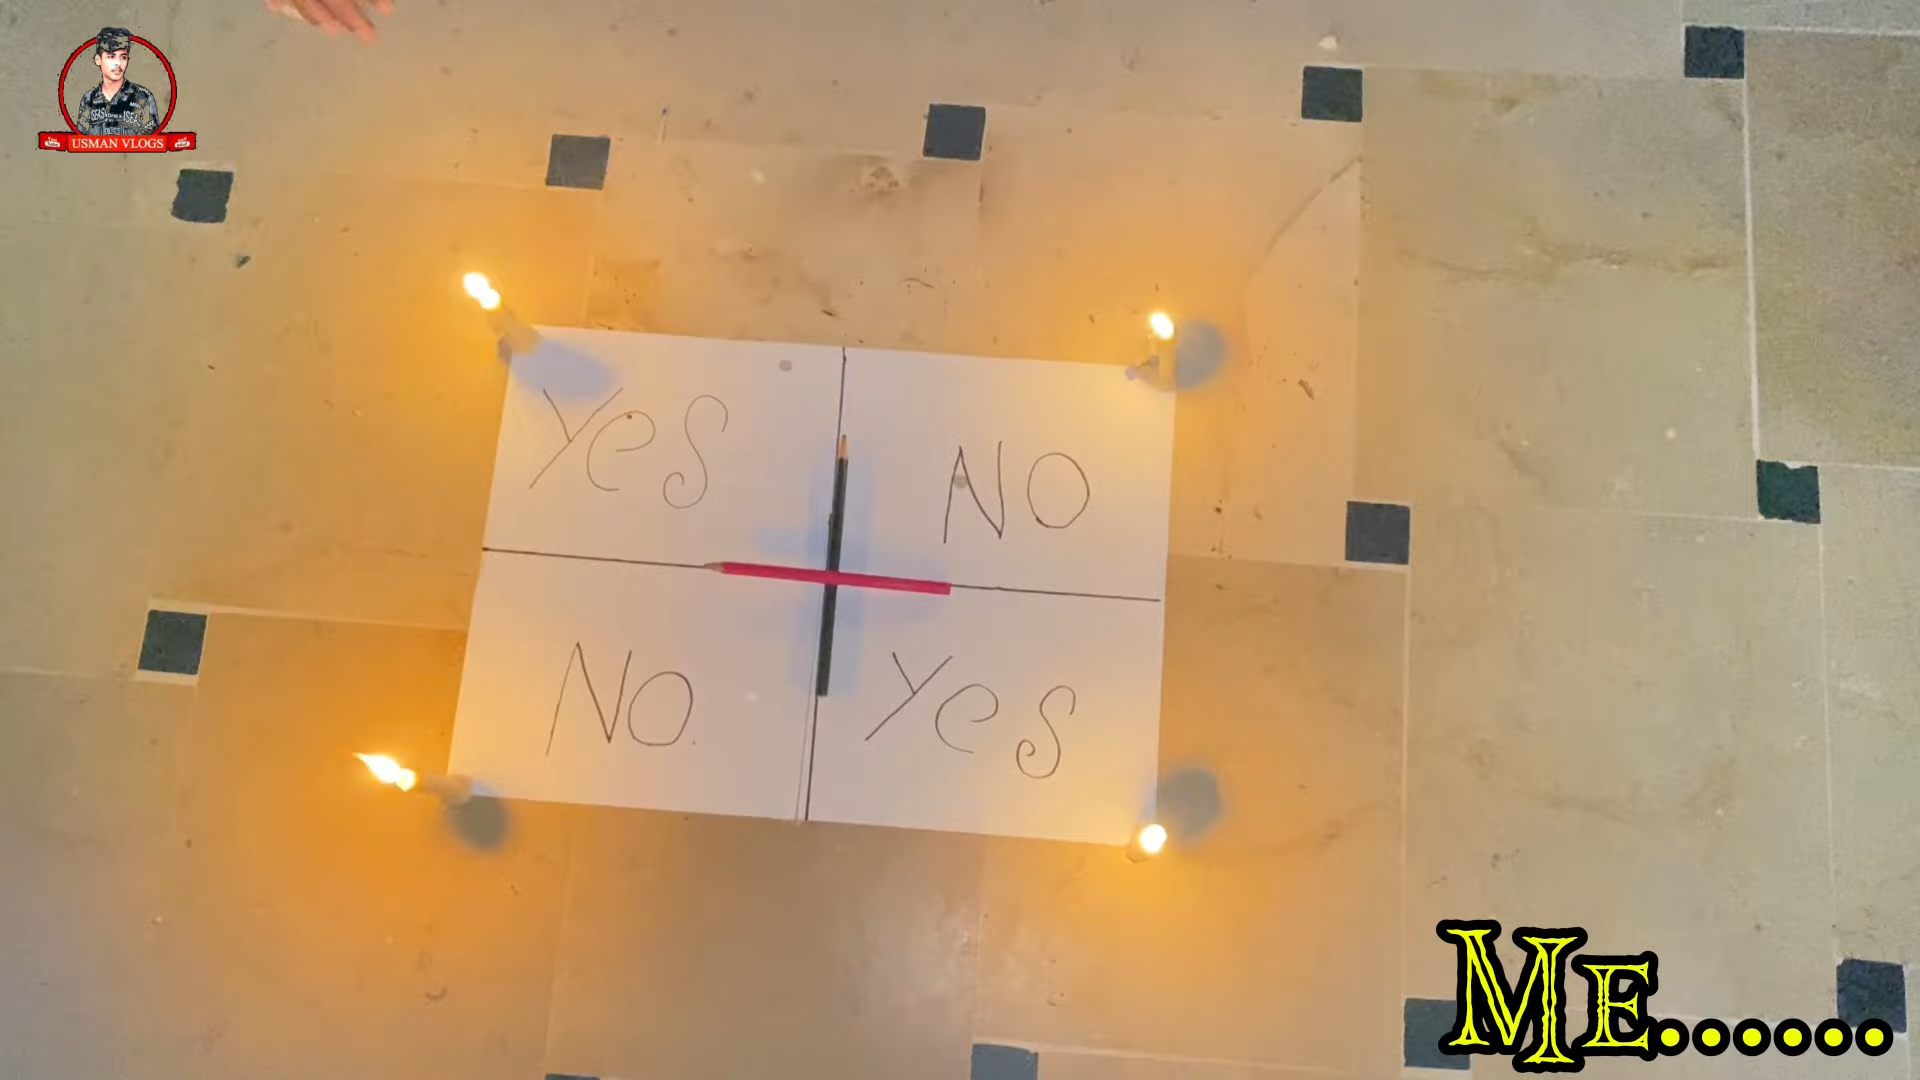 USMAN VLOGS
Yes NO
NO. Yes
ME......